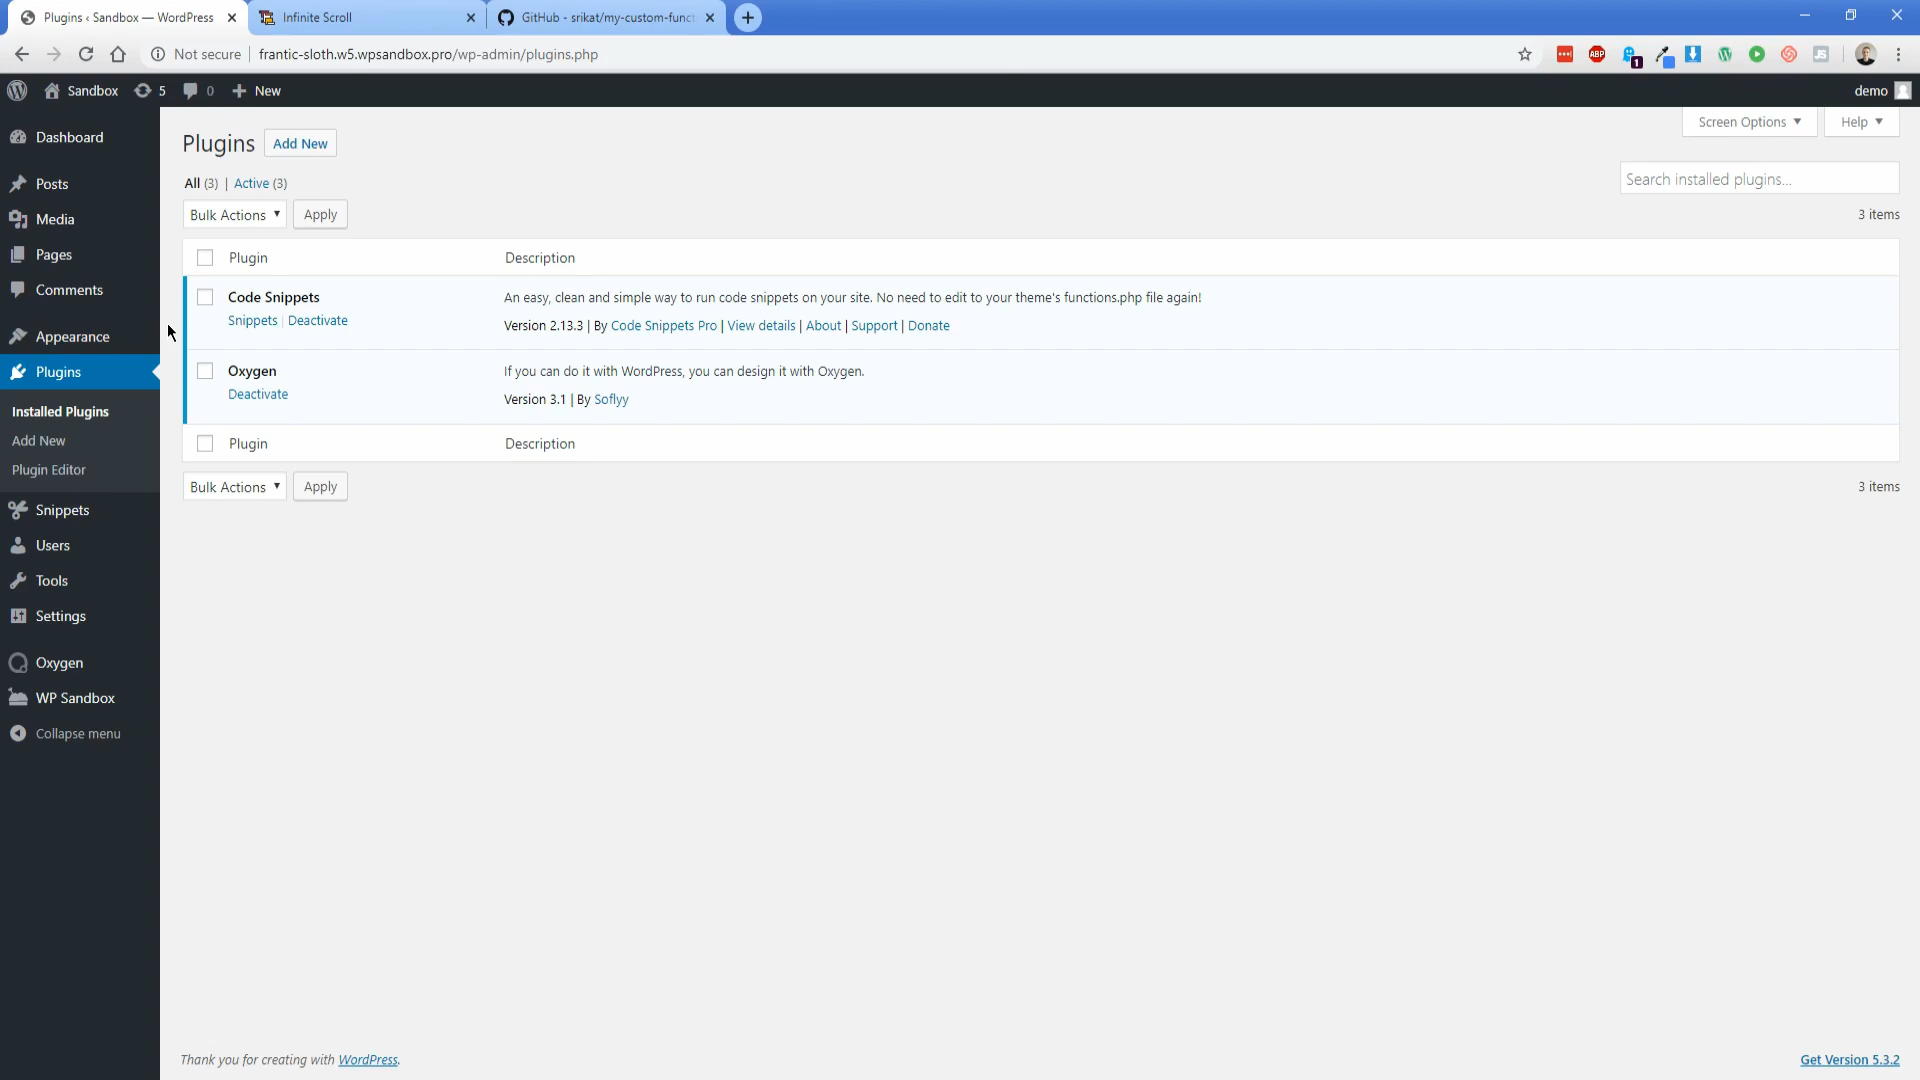 Plugins ‹ Sandbox — WordPress
Infinite Scroll
GitHub - srikat/my-custom-funct
Not secure
frantic-sloth.w5.wpsandbox.pro/wp-admin/plugins.php
ABP
1
JS
Sandbox
5
0
New
demo
Dashboard
Posts
Media
Pages
Comments
Appearance
Plugins
Installed Plugins
Add New
Plugin Editor
Snippets
Users
Tools
Settings
Oxygen
WP Sandbox
Collapse menu
Screen Options
Help
Plugins
Add New
All (3) | Active (3)
Search installed plugins...
Bulk Actions
Apply
3 items
Plugin
Description
Code Snippets
Snippets | Deactivate
An easy, clean and simple way to run code snippets on your site. No need to edit to your theme's functions.php file again!
Version 2.13.3 | By Code Snippets Pro | View details | About | Support | Donate
Oxygen
Deactivate
If you can do it with WordPress, you can design it with Oxygen.
Version 3.1 | By Soflyy
Plugin
Description
Bulk Actions
Apply
3 items
Thank you for creating with WordPress.
Get Version 5.3.2